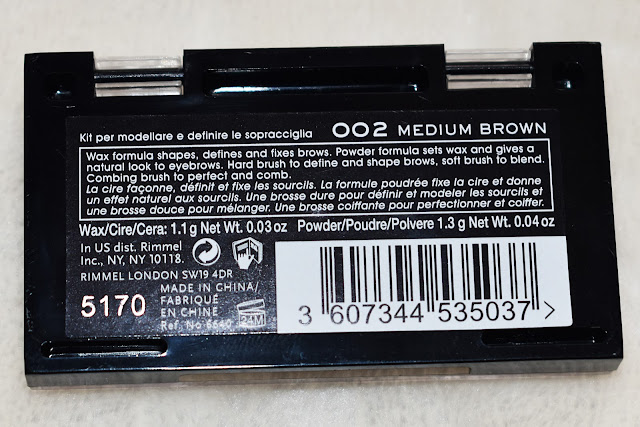 Kit per modellare e definire le sopracciglia 002 MEDIUM BROWN
Wax formula shapes, defines and fixes brows. Powder formula sets wax and gives a
natural look to eyebrows. Hard brush to define and shape brows, soft brush to blend.
Combing brush to perfect and comb.
La cire façonne, définit et fixe les sourcils. La formule poudrée fixe la cire et donne
un effet naturel aux sourcils. Une brosse dure pour définir et modeler les sourcils et
une brosse douce pour mélanger. Une brosse coiffante pour perfectionner et coiffer.
Wax/Cire/Cera: 1.1 g Net Wt. 0.03 oz Powder/Poudre/Polvere 1.3 g Net Wt. 0.04 oz
In US dist. Rimmel
Inc., NY, NY 10118.
RIMMEL LONDON SW19 4DR
5170
MADE IN CHINA/
FABRIQUÉ
EN CHINE
Ref. No 6640
24M
3 607344 535037 >